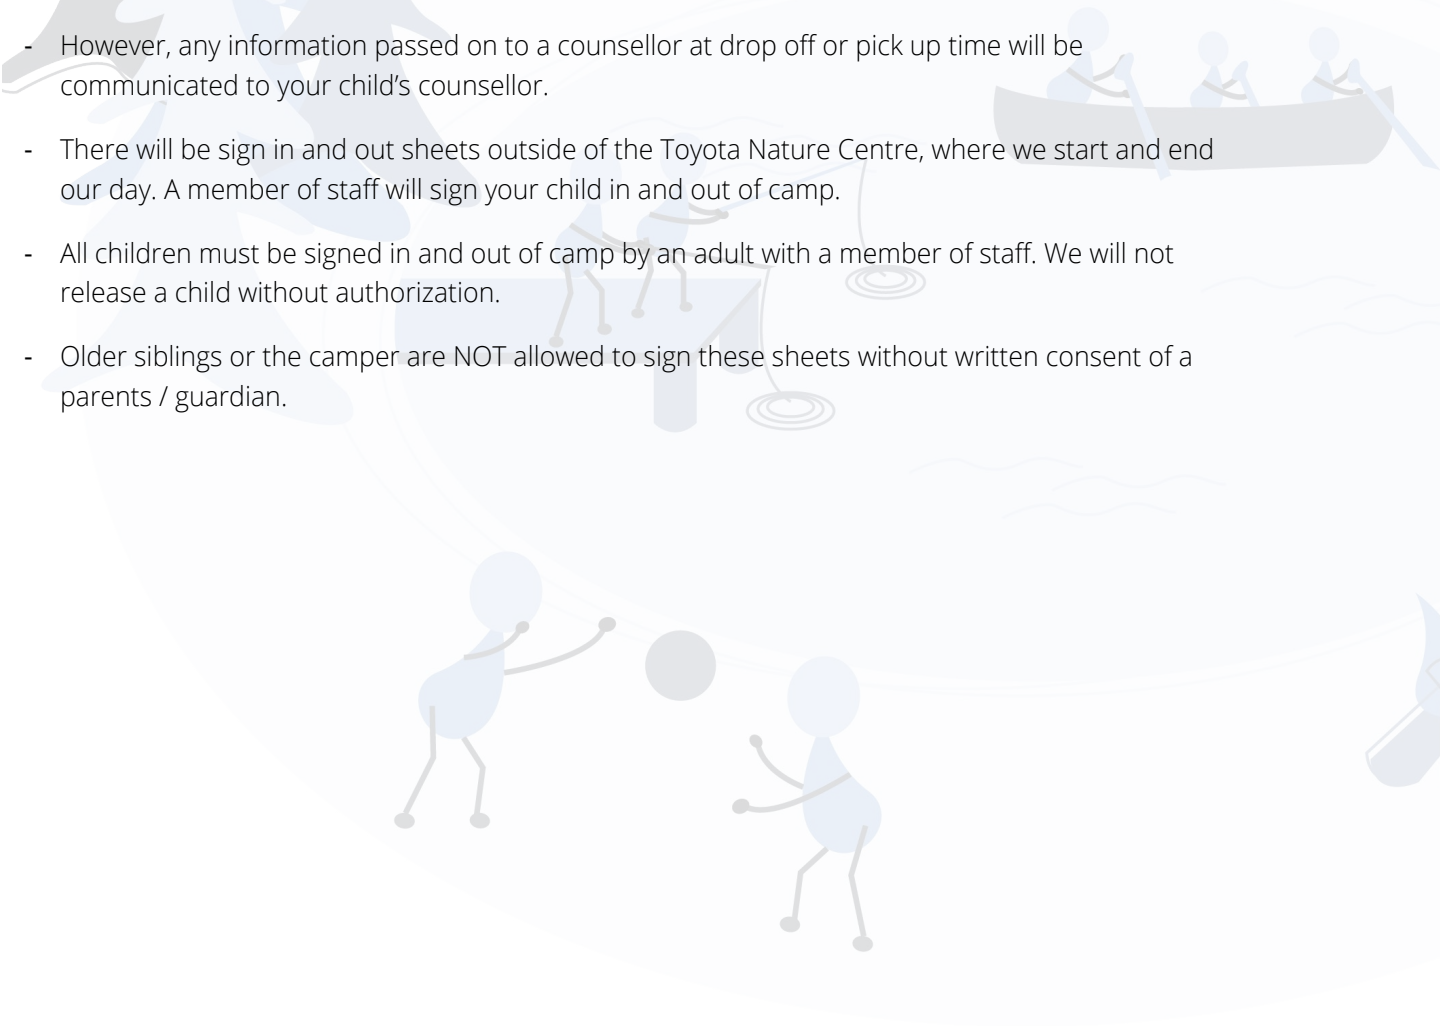 - However, any information passed on to a counsellor at drop off or pick up time will be
communicated to your child’s counsellor.
- There will be sign in and out sheets outside of the Toyota Nature Centre, where we start and end
our day. A member of staff will sign your child in and out of camp.
- All children must be signed in and out of camp by an adult with a member of staff. We will not
release a child without authorization.
- Older siblings or the camper are NOT allowed to sign these sheets without written consent of a
parents / guardian.